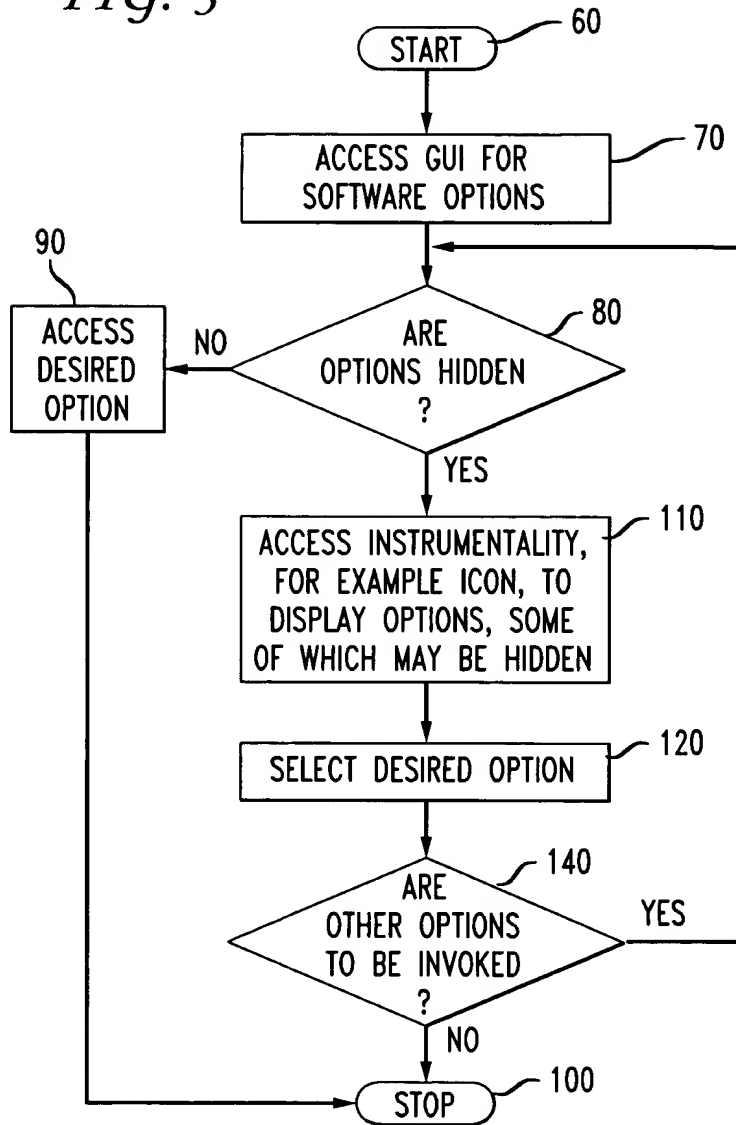 Fig. 3
START
60
ACCESS GUI FOR
SOFTWARE OPTIONS
70
90
ACCESS
DESIRED
OPTION
NO
ARE
OPTIONS HIDDEN
?
80
YES
ACCESS INSTRUMENTALITY,
FOR EXAMPLE ICON, TO
DISPLAY OPTIONS, SOME
OF WHICH MAY BE HIDDEN
110
SELECT DESIRED OPTION
120
ARE
OTHER OPTIONS
TO BE INVOKED
?
140
YES
NO
STOP
100